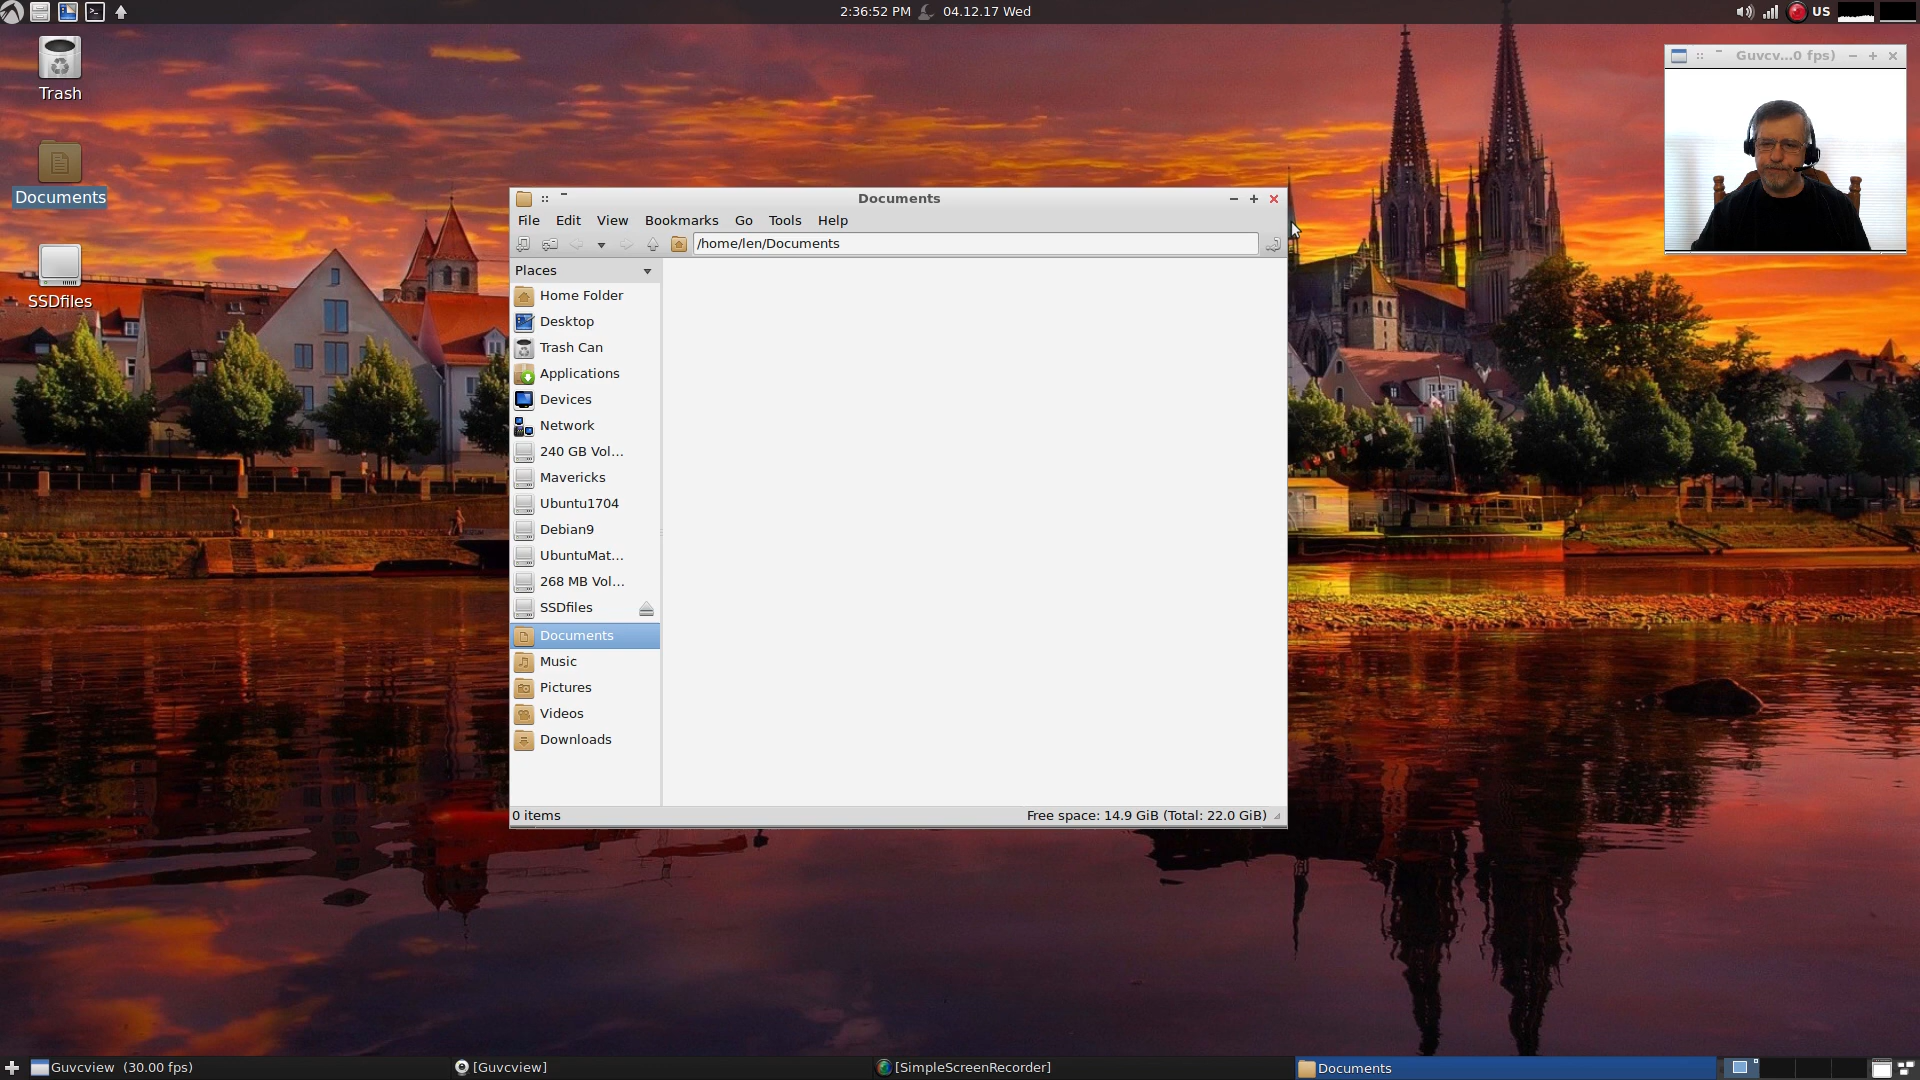 2:36:52 PM 04.12.17 Wed US
Trash
Documents
SSDfiles
Guvcv...0 fps)
Documents
File Edit View Bookmarks Go Tools Help
/home/len/Documents
Places
Home Folder
Desktop
Trash Can
Applications
Devices
Network
240 GB Vol...
Mavericks
Ubuntu1704
Debian9
UbuntuMat...
268 MB Vol...
SSDfiles
Documents
Music
Pictures
Videos
Downloads
0 items Free space: 14.9 GiB (Total: 22.0 GiB)
Guvcview (30.00 fps) [Guvcview] [SimpleScreenRecorder] Documents